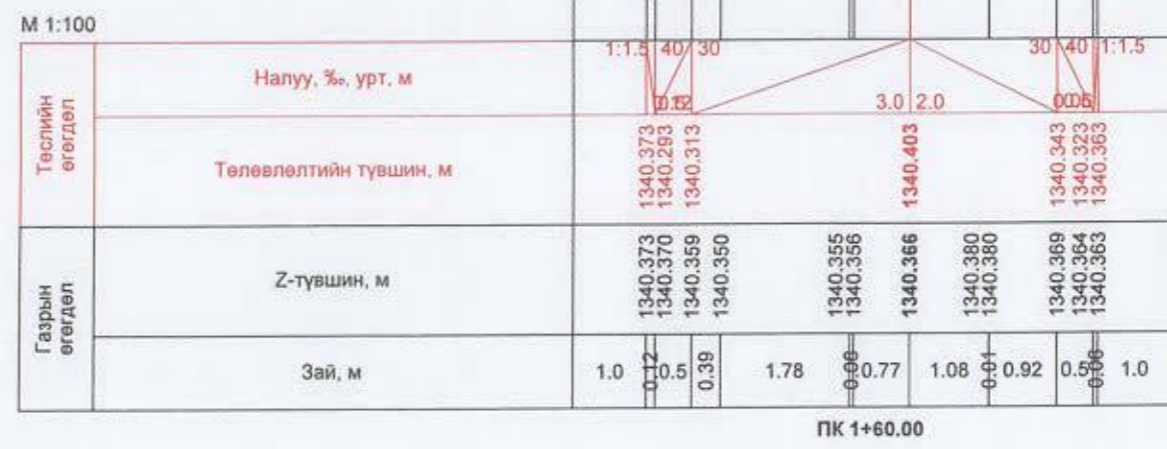 М 1:100
Төслийн өгөгдөл
Налуу, ‰, урт, м
1:1.5 40 30 30 40 1:1.5
0.12 3.0 2.0 0.06
Төлөвлөлтийн түвшин, м
1340.373 1340.293 1340.313 1340.403 1340.343 1340.323 1340.363
Газрын өгөгдөл
Z-түвшин, м
1340.373 1340.370 1340.359 1340.350 1340.355 1340.356 1340.366 1340.380 1340.380 1340.369 1340.364 1340.363
Зай, м
1.0 0.12 0.5 0.39 1.78 0.06 0.77 1.08 0.01 0.92 0.5 0.06 1.0
ПК 1+60.00